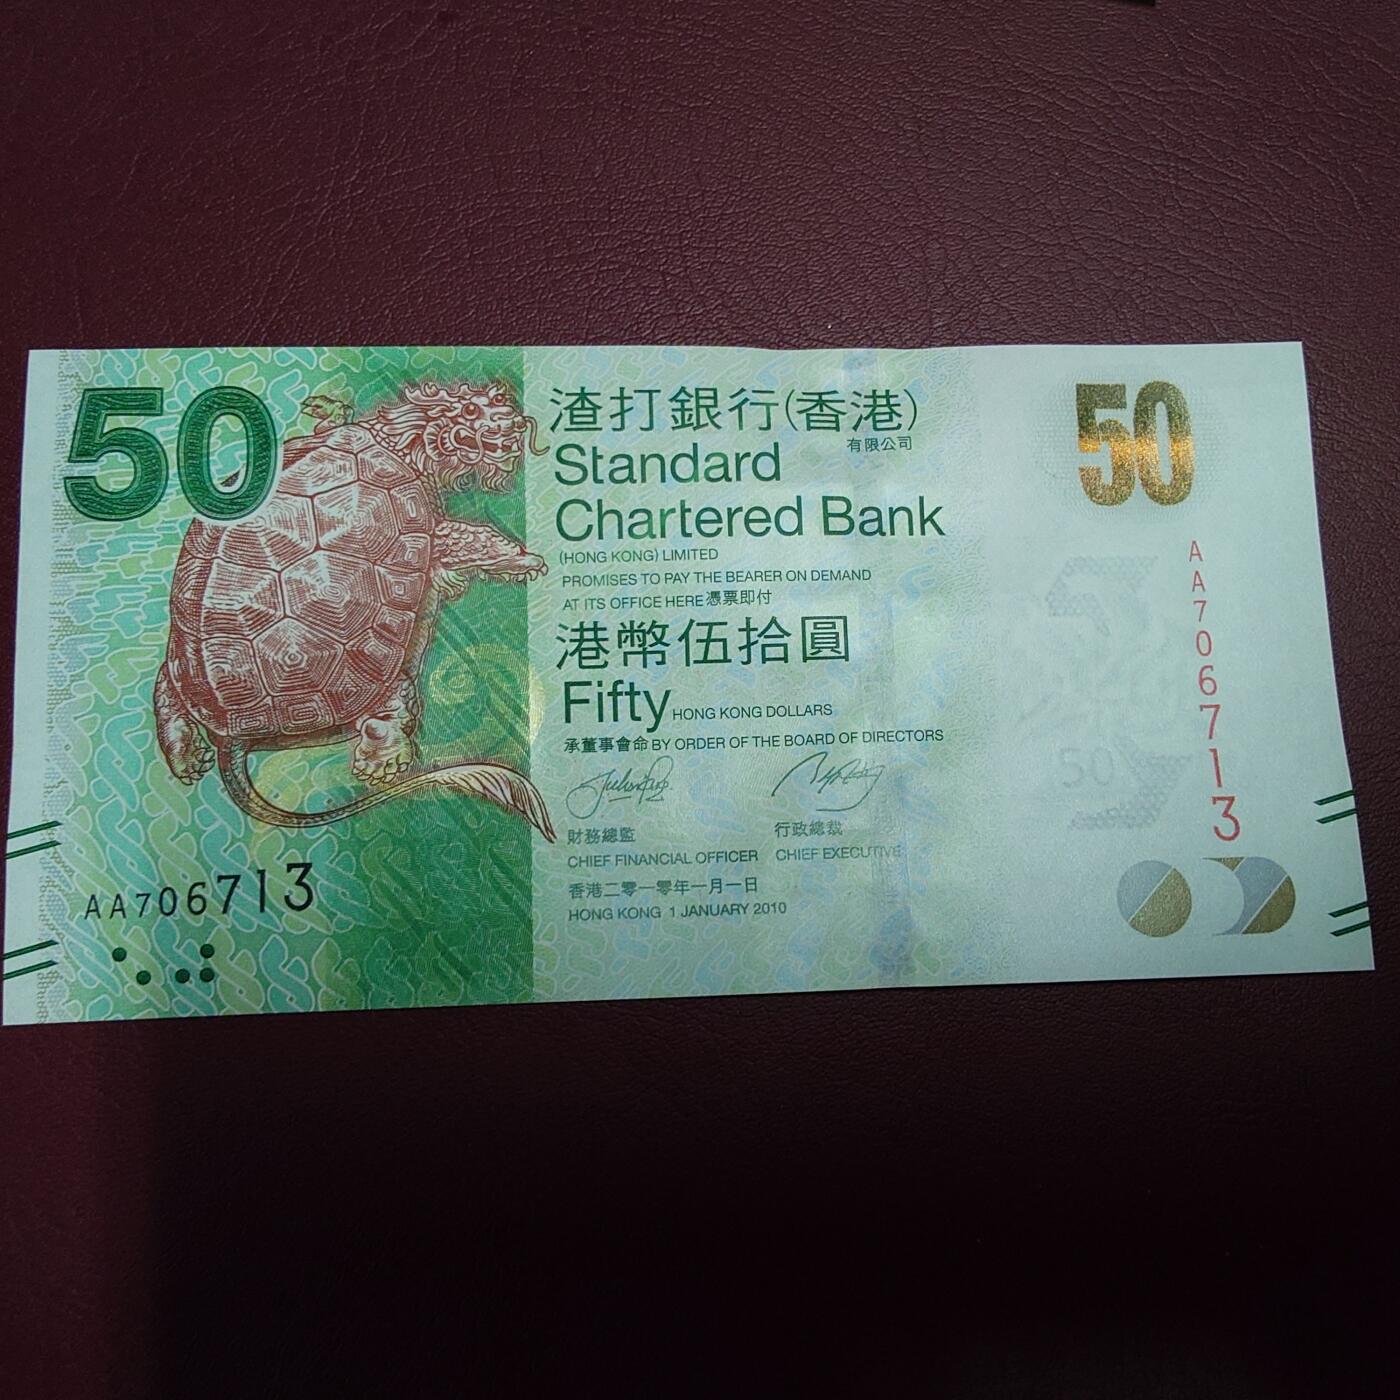 50
渣打銀行(香港)
有限公司
Standard
Chartered Bank
(HONG KONG) LIMITED
PROMISES TO PAY THE BEARER ON DEMAND
AT ITS OFFICE HERE憑票即付
港幣伍拾圓
Fifty HONG KONG DOLLARS
承董事會命 BY ORDER OF THE BOARD OF DIRECTORS
財務總監 行政總裁
CHIEF FINANCIAL OFFICER CHIEF EXECUTIVE
香港二零一零年一月一日
HONG KONG 1 JANUARY 2010
AA706713
50
AA706713
50